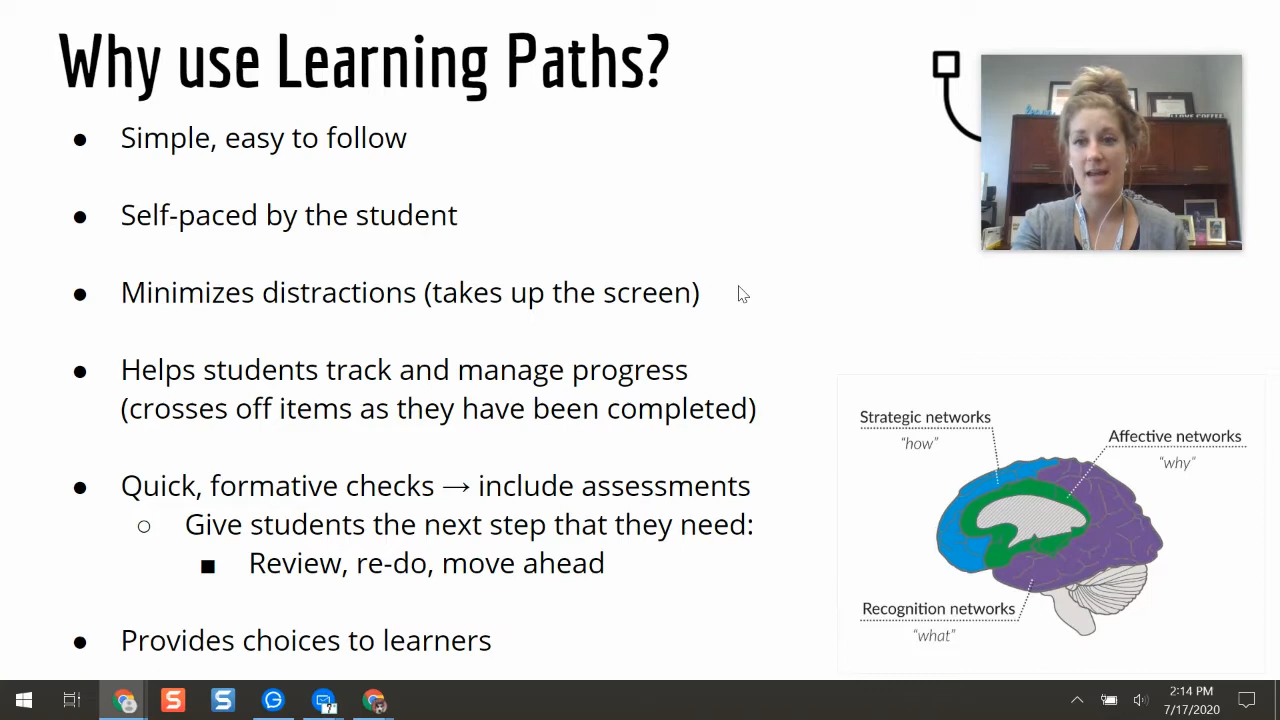 Why use Learning Paths?
● Simple, easy to follow
● Self-paced by the student
● Minimizes distractions (takes up the screen)
● Helps students track and manage progress
(crosses off items as they have been completed)
● Quick, formative checks → include assessments
○ Give students the next step that they need:
■ Review, re-do, move ahead
● Provides choices to learners
Strategic networks
"how"
Affective networks
"why"
Recognition networks
"what"
2:14 PM
7/17/2020